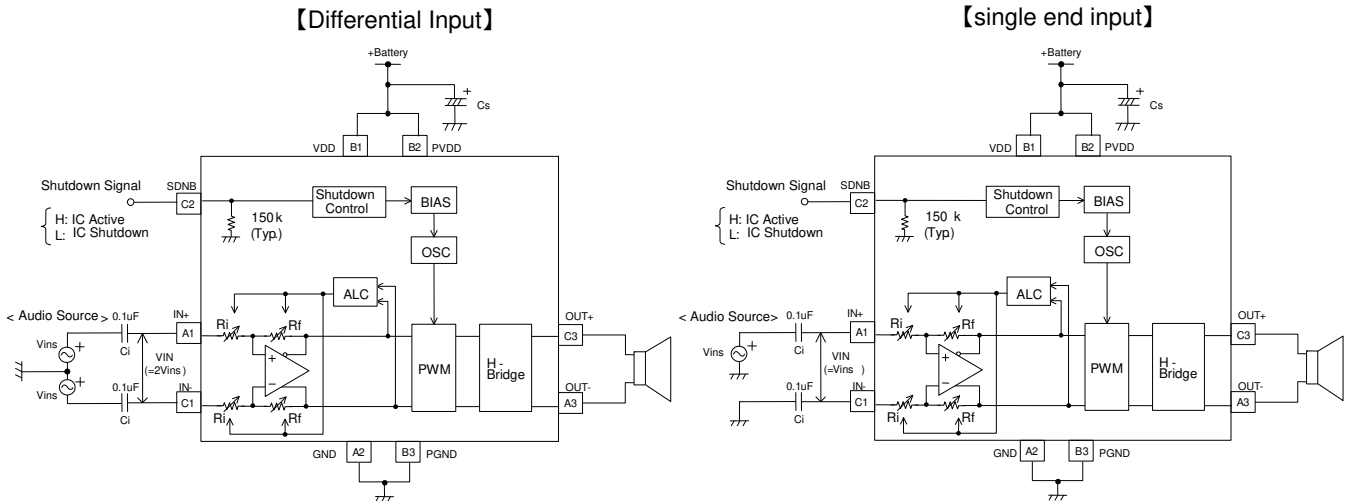 【Differential Input】
+Battery
+
Cs
VDD
B1
B2
PVDD
Shutdown Signal
SDNB
C2
H: IC Active
L: IC Shutdown
150k
(Typ.)
Shutdown
Control
BIAS
OSC
ALC
< Audio Source >
0.1uF
Ci
IN+
A1
Ri
Rf
Vins
+
VIN
(=2Vins)
Vins
+
0.1uF
Ci
IN-
C1
Ri
Rf
+
−
PWM
H -
Bridge
OUT+
C3
OUT-
A3
GND
A2
B3
PGND
【single end input】
+Battery
+
Cs
VDD
B1
B2
PVDD
Shutdown Signal
SDNB
C2
H: IC Active
L: IC Shutdown
150 k
(Typ.)
Shutdown
Control
BIAS
OSC
ALC
< Audio Source>
0.1uF
Ci
IN+
A1
Ri
Rf
Vins
+
VIN
(=Vins )
0.1uF
Ci
IN-
C1
Ri
Rf
+
−
PWM
H -
Bridge
OUT+
C3
OUT-
A3
GND
A2
B3
PGND